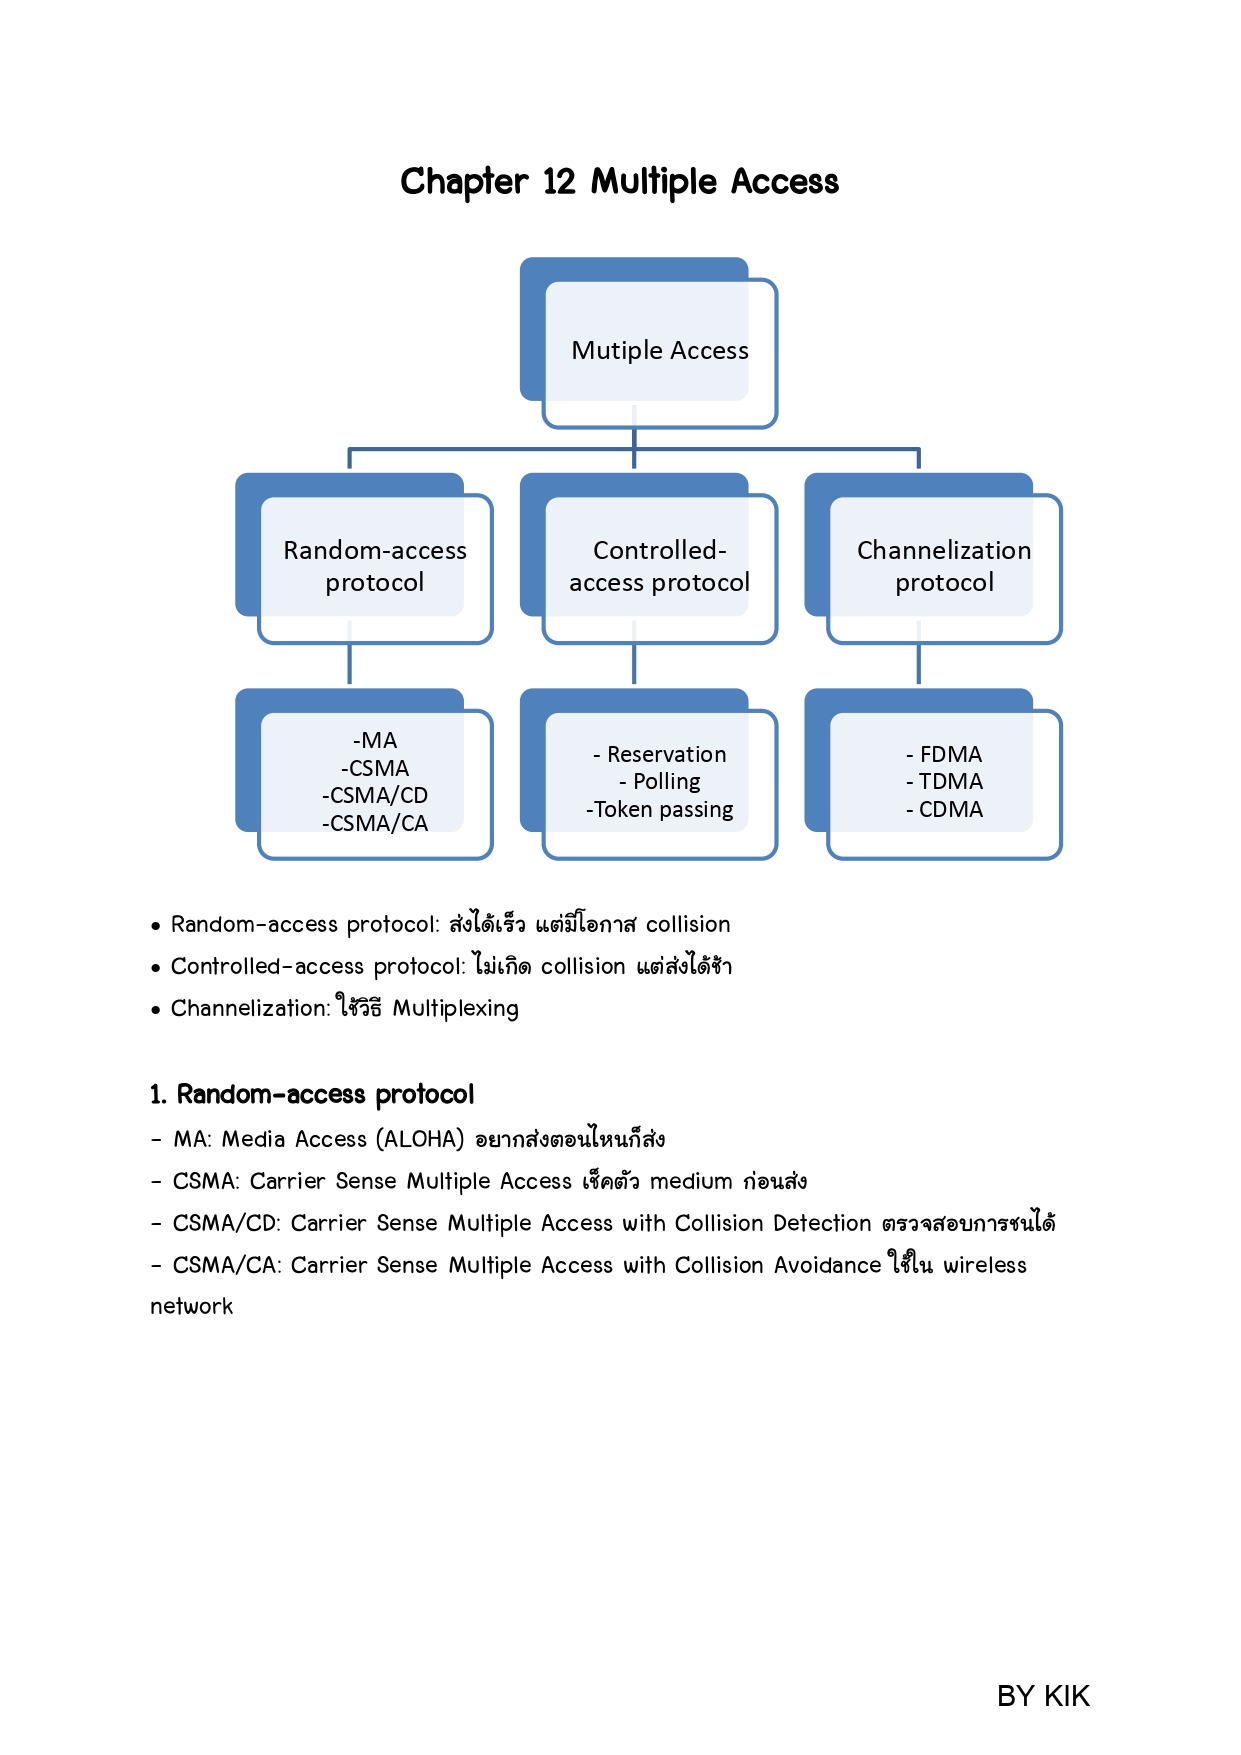 Chapter 12 Multiple Access
Mutiple Access
Random-access
protocol
Controlled-
access protocol
Channelization
protocol
-MA
-CSMA
-CSMA/CD
-CSMA/CA
- Reservation
- Polling
-Token passing
- FDMA
- TDMA
- CDMA
• Random-access protocol: ส่งได้เร็ว แต่มีโอกาส collision
• Controlled-access protocol: ไม่เกิด collision แต่ส่งได้ช้า
• Channelization: ใช้วิธี Multiplexing
1. Random-access protocol
- MA: Media Access (ALOHA) อยากส่งตอนไหนก็ส่ง
- CSMA: Carrier Sense Multiple Access เช็คตัว medium ก่อนส่ง
- CSMA/CD: Carrier Sense Multiple Access with Collision Detection ตรวจสอบการชนได้
- CSMA/CA: Carrier Sense Multiple Access with Collision Avoidance ใช้ใน wireless
network
BY KIK